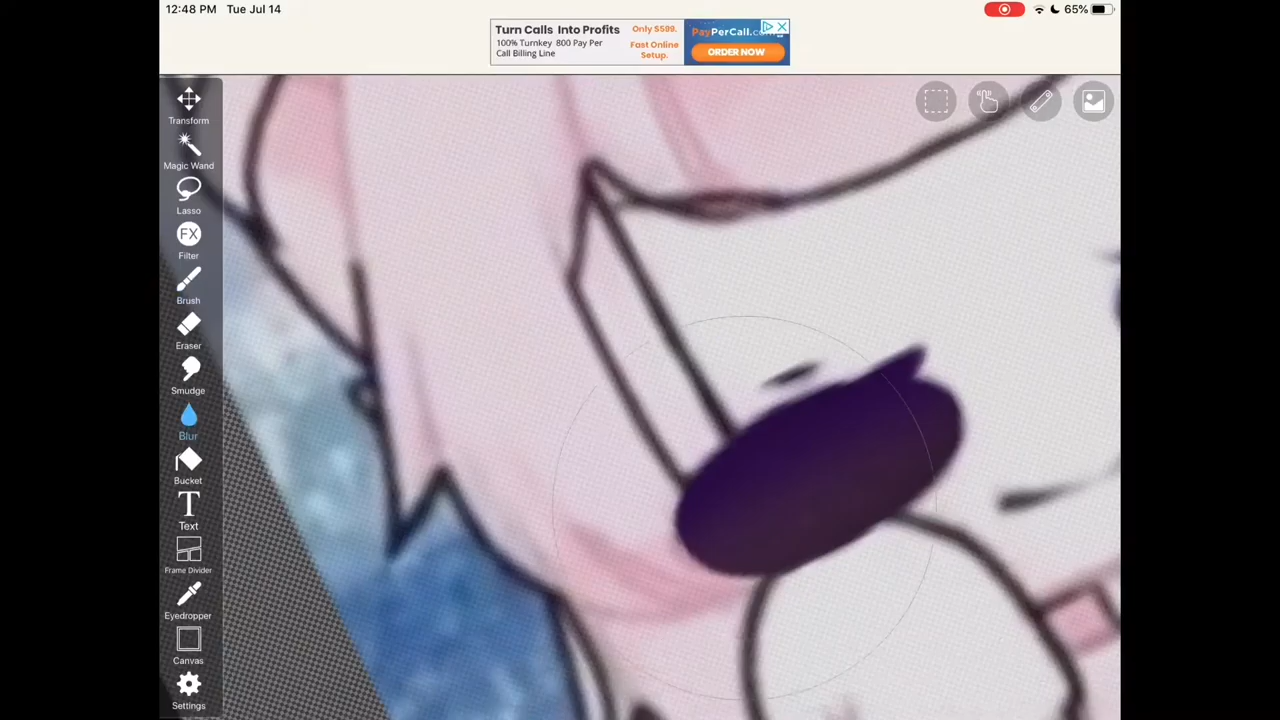 12:48 PM Tue Jul 14
65%
Turn Calls Into Profits
100% Turnkey 800 Pay Per
Call Billing Line
Only $599.
Fast Online
Setup.
PayPerCall.com
ORDER NOW
Transform
Magic Wand
Lasso
FX
Filter
Brush
Eraser
Smudge
Blur
Bucket
T
Text
Frame Divider
Eyedropper
Canvas
Settings